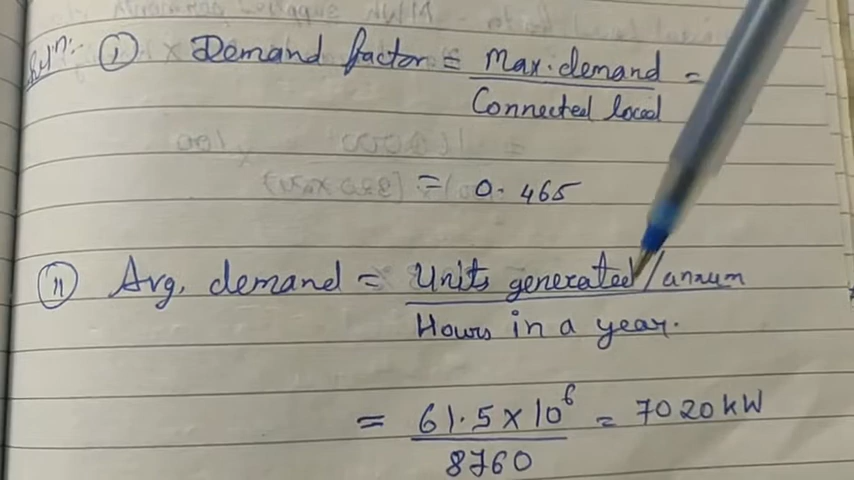 Sol'n:- (i) Demand factor = Max. demand / Connected load =
= 0.465
(ii) Avg. demand = Units generated/annum
Hours in a year.
= 61.5 x 10^6 / 8760 = 7020 kW